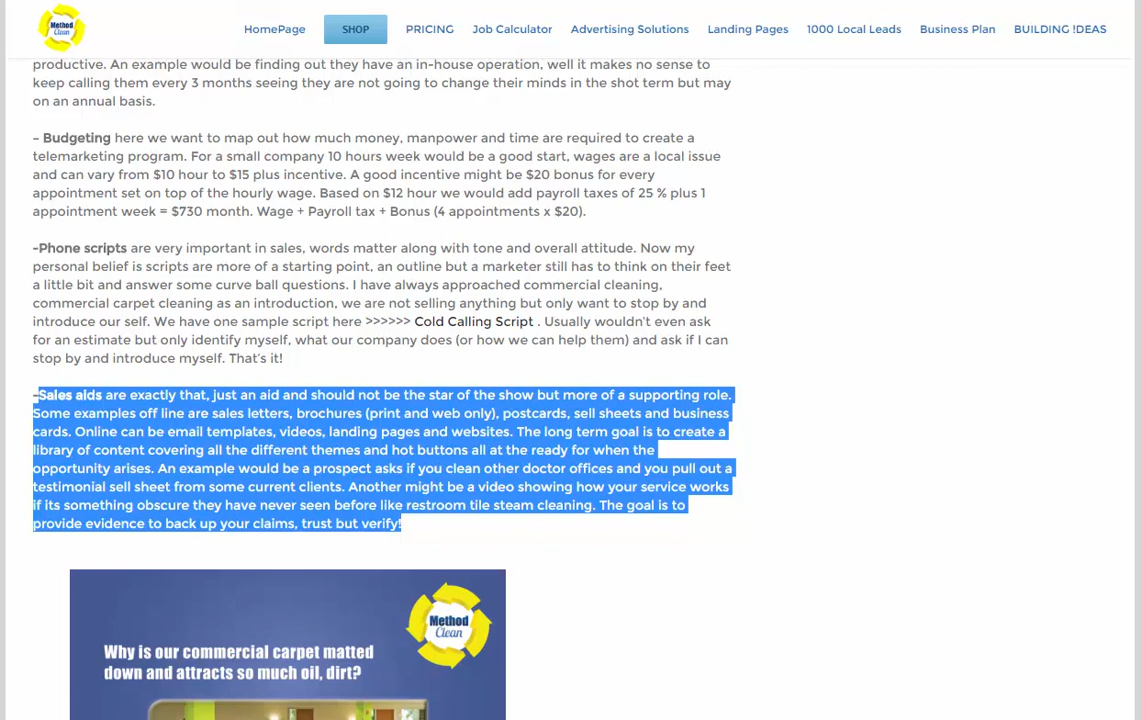 Method
Clean
HomePage SHOP PRICING Job Calculator Advertising Solutions Landing Pages 1000 Local Leads Business Plan BUILDING !DEAS
productive. An example would be finding out they have an in-house operation, well it makes no sense to
keep calling them every 3 months seeing they are not going to change their minds in the shot term but may
on an annual basis.
– Budgeting here we want to map out how much money, manpower and time are required to create a
telemarketing program. For a small company 10 hours week would be a good start, wages are a local issue
and can vary from $10 hour to $15 plus incentive. A good incentive might be $20 bonus for every
appointment set on top of the hourly wage. Based on $12 hour we would add payroll taxes of 25 % plus 1
appointment week = $730 month. Wage + Payroll tax + Bonus (4 appointments x $20).
-Phone scripts are very important in sales, words matter along with tone and overall attitude. Now my
personal belief is scripts are more of a starting point, an outline but a marketer still has to think on their feet
a little bit and answer some curve ball questions. I have always approached commercial cleaning,
commercial carpet cleaning as an introduction, we are not selling anything but only want to stop by and
introduce our self. We have one sample script here >>>>>> Cold Calling Script . Usually wouldn't even ask
for an estimate but only identify myself, what our company does (or how we can help them) and ask if I can
stop by and introduce myself. That's it!
-Sales aids are exactly that, just an aid and should not be the star of the show but more of a supporting role.
Some examples off line are sales letters, brochures (print and web only), postcards, sell sheets and business
cards. Online can be email templates, videos, landing pages and websites. The long term goal is to create a
library of content covering all the different themes and hot buttons all at the ready for when the
opportunity arises. An example would be a prospect asks if you clean other doctor offices and you pull out a
testimonial sell sheet from some current clients. Another might be a video showing how your service works
if its something obscure they have never seen before like restroom tile steam cleaning. The goal is to
provide evidence to back up your claims, trust but verify!
Method
Clean
Why is our commercial carpet matted
down and attracts so much oil, dirt?